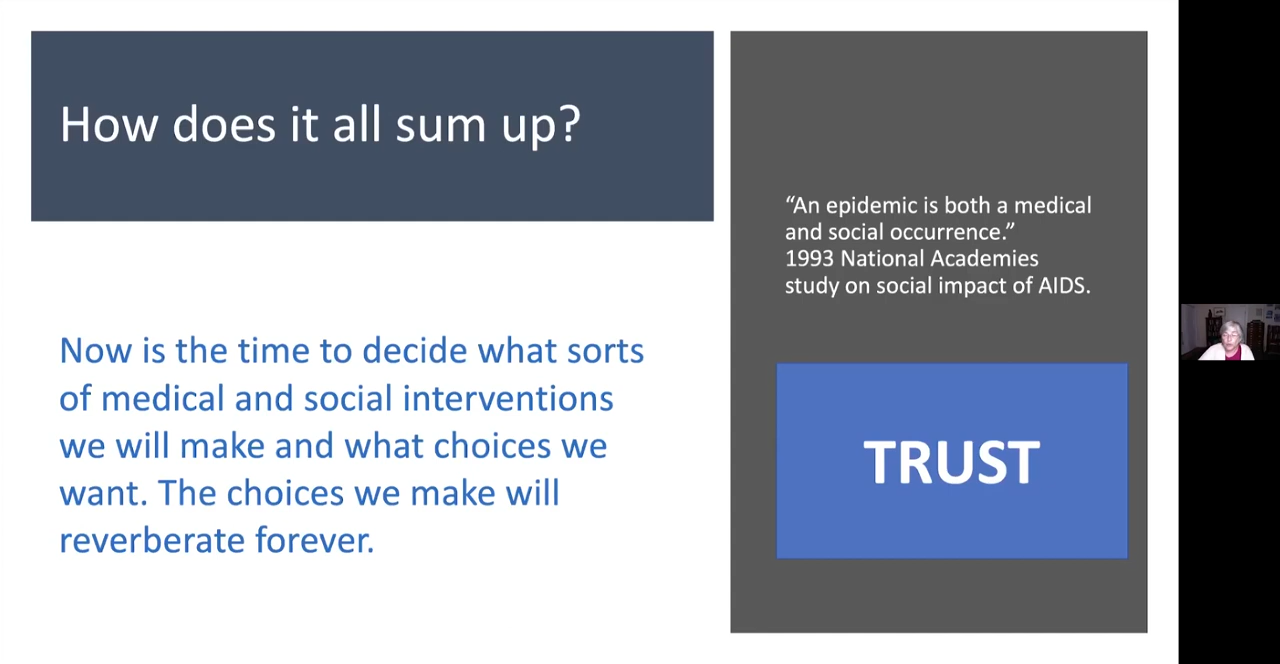 How does it all sum up?
Now is the time to decide what sorts
of medical and social interventions
we will make and what choices we
want. The choices we make will
reverberate forever.
“An epidemic is both a medical
and social occurrence.”
1993 National Academies
study on social impact of AIDS.
TRUST